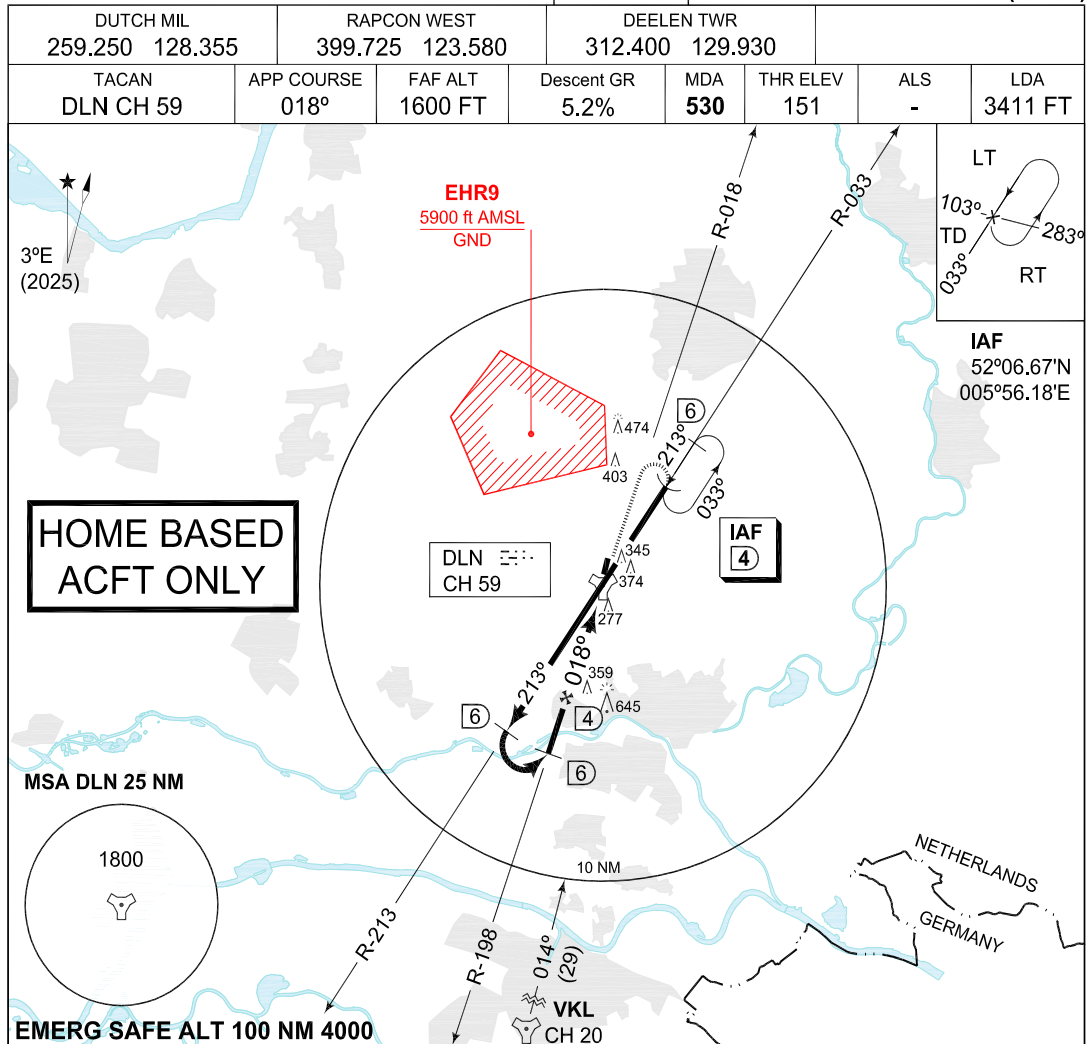 DUTCH MIL
259.250 128.355
RAPCON WEST
399.725 123.580
DEELEN TWR
312.400 129.930
TACAN
DLN CH 59
APP COURSE
018º
FAF ALT
1600 FT
Descent GR
5.2%
MDA
530
THR ELEV
151
ALS
-
LDA
3411 FT
3ºE
(2025)
EHR9
5900 ft AMSL
GND
R-018
R-033
LT
103º
TD
283º
033º
RT
IAF
52º06.67'N
005º56.18'E
6
474
213º
403
033º
HOME BASED
ACFT ONLY
DLN
CH 59
IAF
4
345
374
277
018º
213º
359
645
6
4
6
MSA DLN 25 NM
1800
10 NM
NETHERLANDS
GERMANY
R-213
R-198
014º
(29)
VKL
CH 20
EMERG SAFE ALT 100 NM 4000